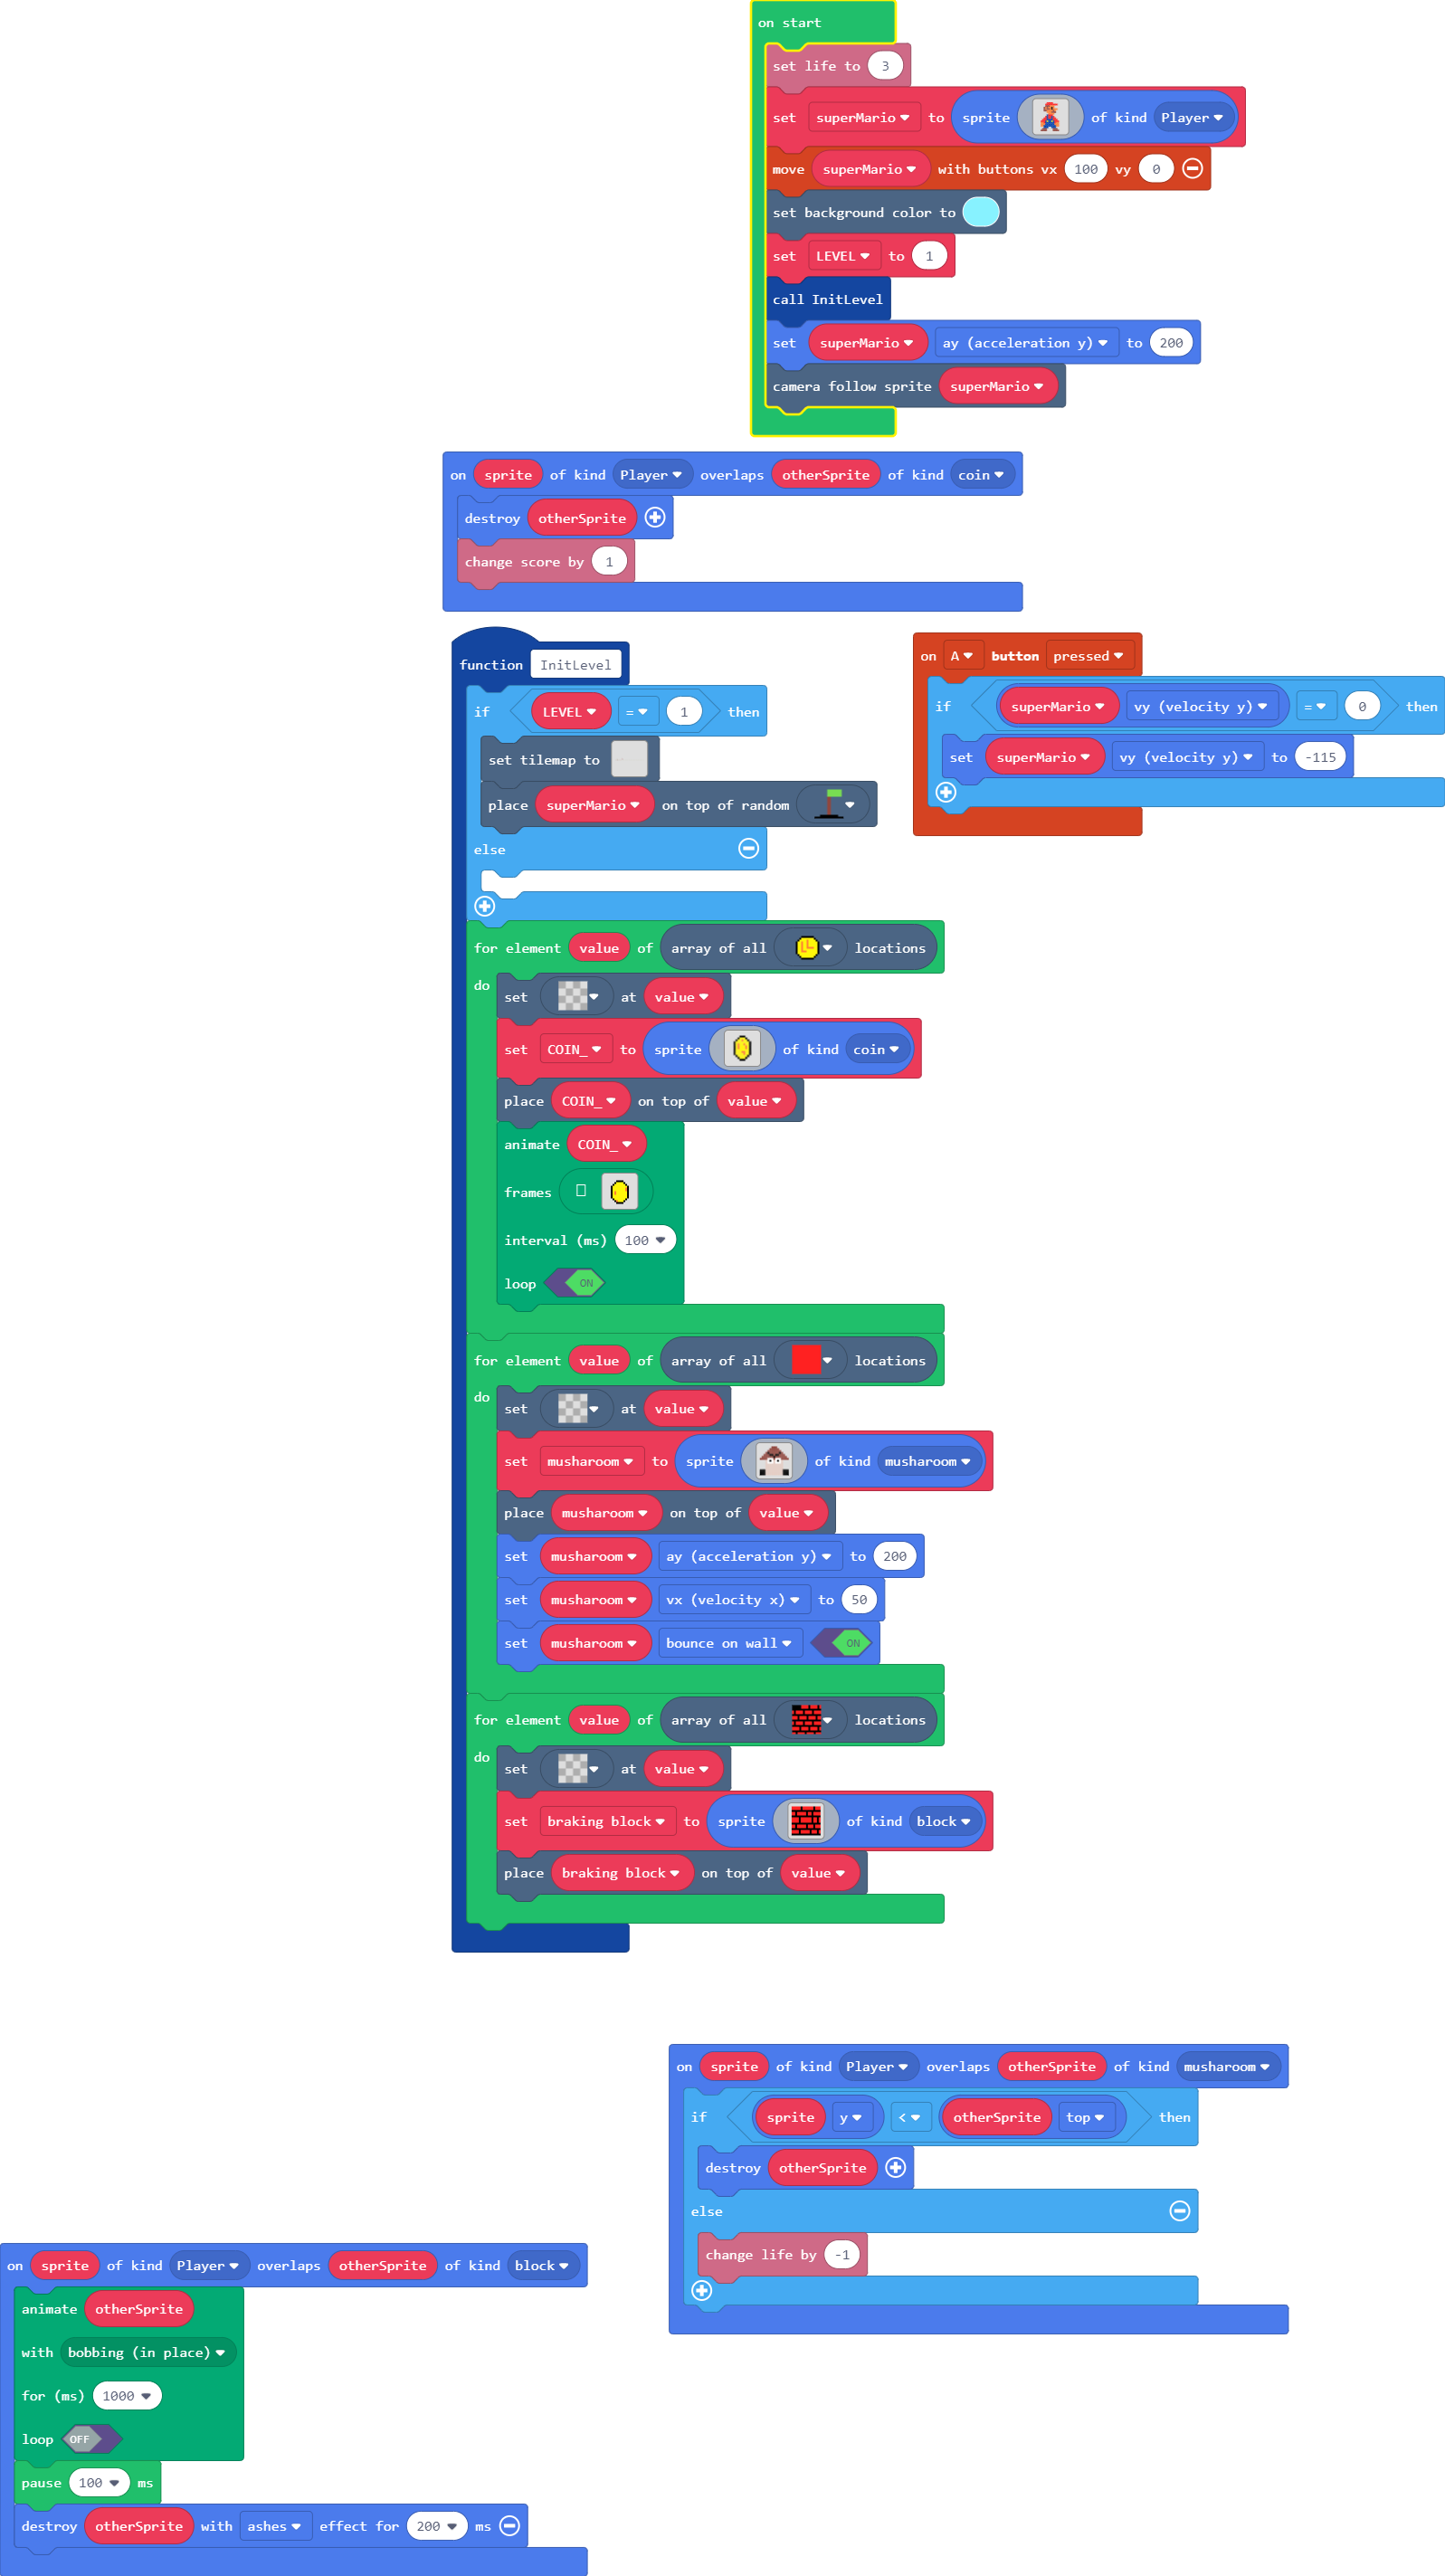 on start
set life to 3
set superMario to sprite of kind Player
move superMario with buttons vx 100 vy 0
set background color to
set LEVEL to 1
call InitLevel
set superMario ay (acceleration y) to 200
camera follow sprite superMario
on sprite of kind Player overlaps otherSprite of kind coin
destroy otherSprite
change score by 1
function InitLevel
if LEVEL = 1 then
set tilemap to
place superMario on top of random
else
on A button pressed
if superMario vy (velocity y) = 0 then
set superMario vy (velocity y) to -115
for element value of array of all locations
do set at value
set COIN_ to sprite of kind coin
place COIN_ on top of value
animate COIN_
frames
interval (ms) 100
loop ON
for element value of array of all locations
do set at value
set musharoom to sprite of kind musharoom
place musharoom on top of value
set musharoom ay (acceleration y) to 200
set musharoom vx (velocity x) to 50
set musharoom bounce on wall ON
for element value of array of all locations
do set at value
set braking block to sprite of kind block
place braking block on top of value
on sprite of kind Player overlaps otherSprite of kind musharoom
if sprite y < otherSprite top then
destroy otherSprite
else
change life by -1
on sprite of kind Player overlaps otherSprite of kind block
animate otherSprite
with bobbing (in place)
for (ms) 1000
loop OFF
pause 100 ms
destroy otherSprite with ashes effect for 200 ms